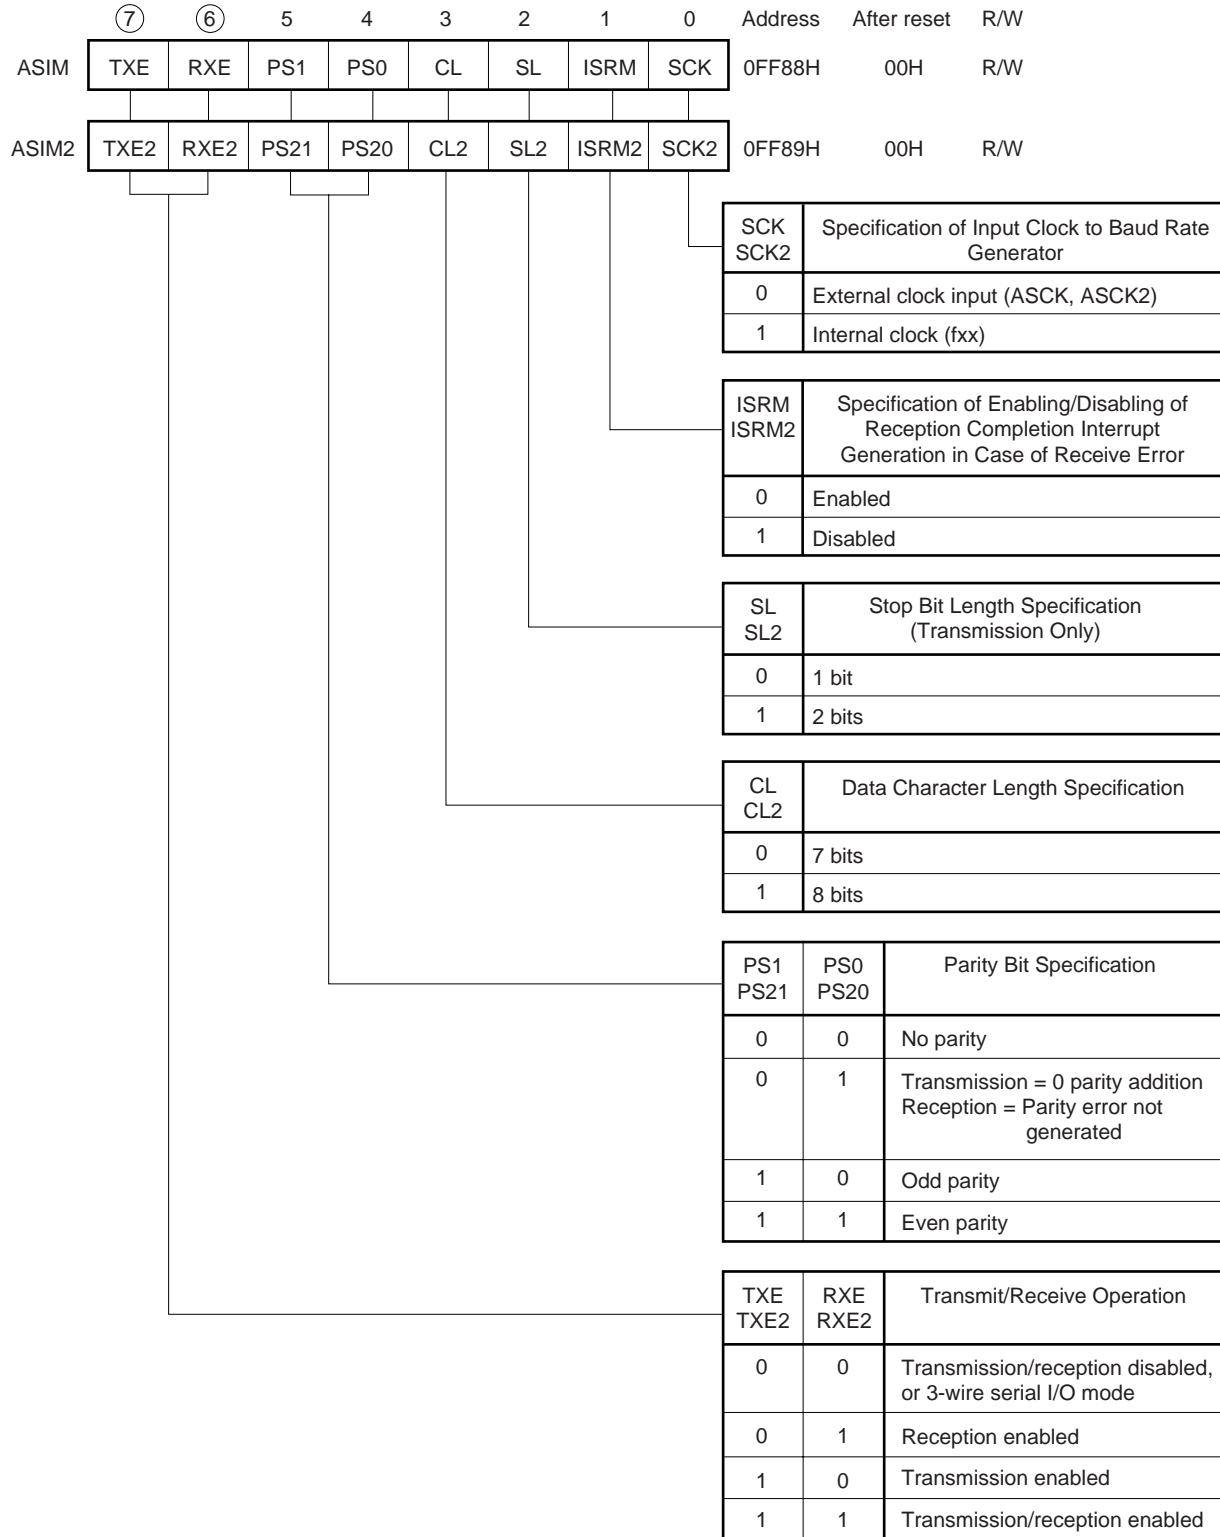 7 6 5 4 3 2 1 0 Address After reset R/W
ASIM TXE RXE PS1 PS0 CL SL ISRM SCK 0FF88H 00H R/W
ASIM2 TXE2 RXE2 PS21 PS20 CL2 SL2 ISRM2 SCK2 0FF89H 00H R/W
SCK Specification of Input Clock to Baud Rate
SCK2 Generator
0 External clock input (ASCK, ASCK2)
1 Internal clock (fxx)
ISRM Specification of Enabling/Disabling of
ISRM2 Reception Completion Interrupt
Generation in Case of Receive Error
0 Enabled
1 Disabled
SL Stop Bit Length Specification
SL2 (Transmission Only)
0 1 bit
1 2 bits
CL Data Character Length Specification
CL2
0 7 bits
1 8 bits
PS1 PS0 Parity Bit Specification
PS21 PS20
0 0 No parity
0 1 Transmission = 0 parity addition
Reception = Parity error not
generated
1 0 Odd parity
1 1 Even parity
TXE RXE Transmit/Receive Operation
TXE2 RXE2
0 0 Transmission/reception disabled,
or 3-wire serial I/O mode
0 1 Reception enabled
1 0 Transmission enabled
1 1 Transmission/reception enabled